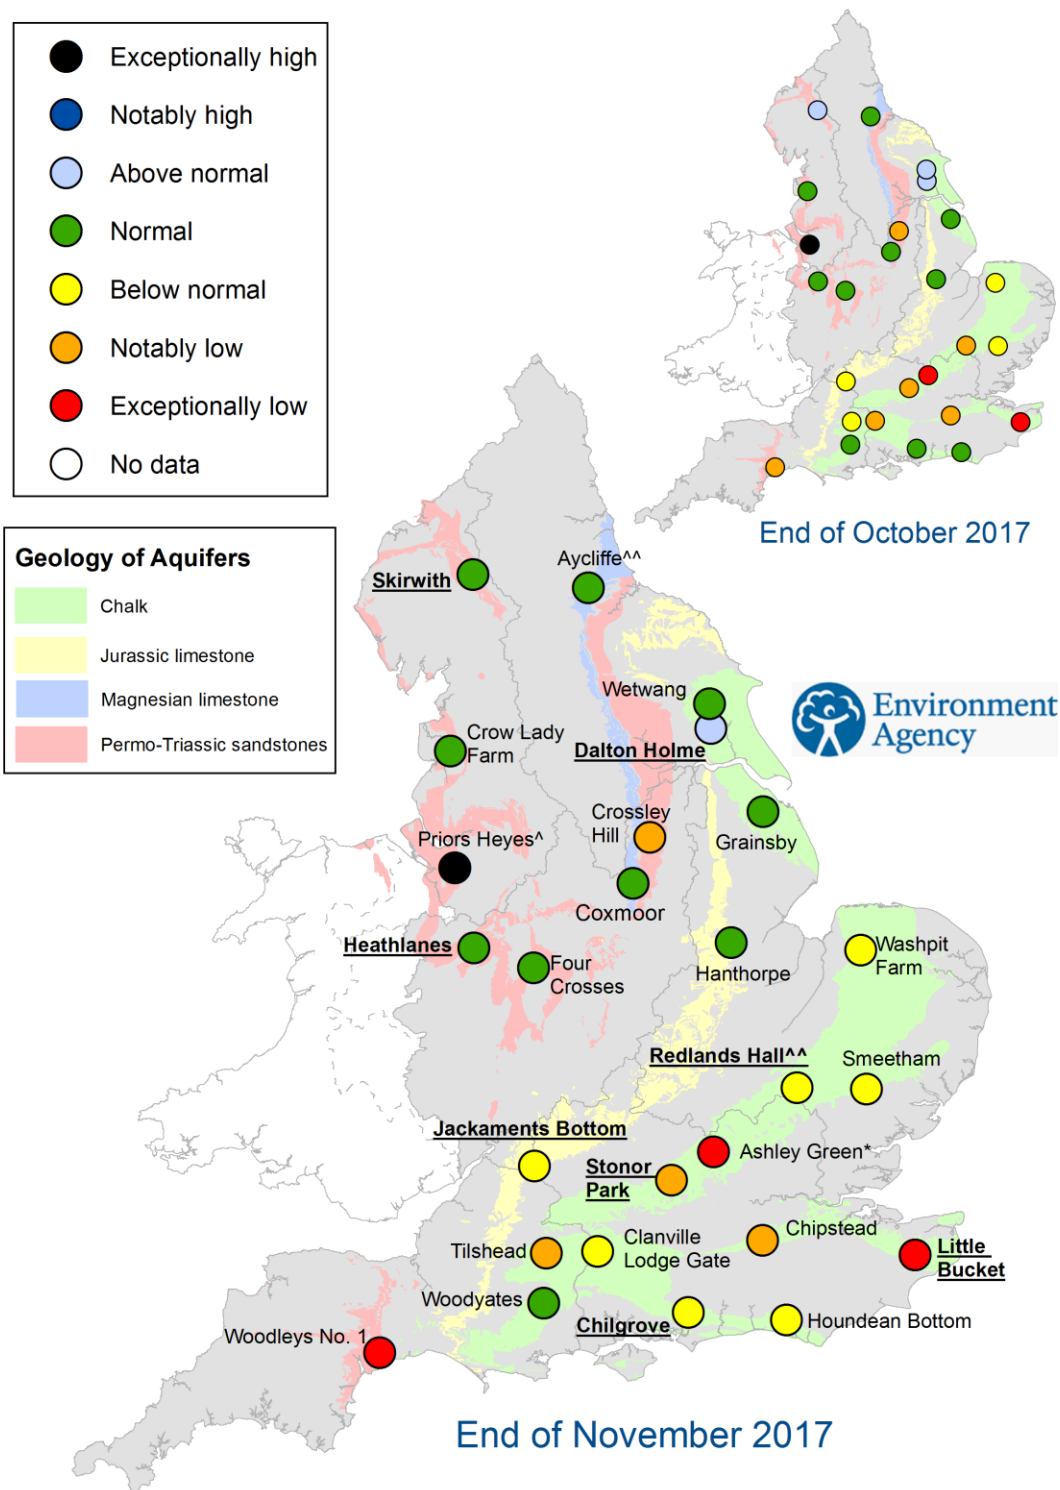 Exceptionally high
Notably high
Above normal
Normal
Below normal
Notably low
Exceptionally low
No data
End of October 2017
Geology of Aquifers
Chalk
Jurassic limestone
Magnesian limestone
Permo-Triassic sandstones
Environment
Agency
Aycliffe^^
Skirwith
Wetwang
Dalton Holme
Crow Lady
Farm
Crossley
Hill
Grainsby
Priors Heyes^
Coxmoor
Heathlanes
Four
Crosses
Hanthorpe
Washpit
Farm
Redlands Hall^^
Smeetham
Jackaments Bottom
Ashley Green*
Stonor
Park
Chipstead
Clanville
Lodge Gate
Tilshead
Little
Bucket
Woodyates
Chilgrove
Houndean Bottom
Woodleys No. 1
End of November 2017